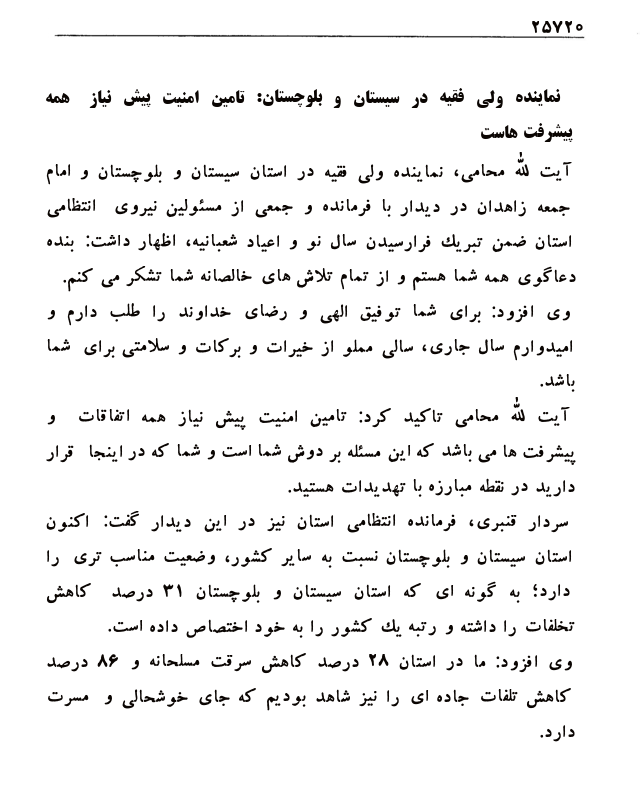 ۲۵۷۲۰
نماینده ولی فقیه در سیستان و بلوچستان: تامین امنیت پیش نیاز همه
پیشرفت هاست
آیت الله محامی، نماینده ولی فقیه در استان سیستان و بلوچستان و امام
جمعه زاهدان در دیدار با فرمانده و جمعی از مسئولین نیروی انتظامی
استان ضمن تبریك فرارسیدن سال نو و اعیاد شعبانیه، اظهار داشت: بنده
دعاگوی همه شما هستم و از تمام تلاش های خالصانه شما تشکر می کنم.
وی افزود: برای شما توفیق الهی و رضای خداوند را طلب دارم و
امیدوارم سال جاری، سالی مملو از خیرات و برکات و سلامتی برای شما
باشد.
آیت الله محامی تاکید کرد: تامین امنیت پیش نیاز همه اتفاقات و
پیشرفت ها می باشد که این مسئله بر دوش شما است و شما که در اینجا قرار
دارید در نقطه مبارزه با تهدیدات هستید.
سردار قنبری، فرمانده انتظامی استان نیز در این دیدار گفت: اکنون
استان سیستان و بلوچستان نسبت به سایر کشور، وضعیت مناسب تری را
دارد؛ به گونه ای که استان سیستان و بلوچستان ۳۱ درصد کاهش
تخلفات را داشته و رتبه یك کشور را به خود اختصاص داده است.
وی افزود: ما در استان ۲۸ درصد کاهش سرقت مسلحانه و ۸۶ درصد
کاهش تلفات جاده ای را نیز شاهد بودیم که جای خوشحالی و مسرت
دارد.